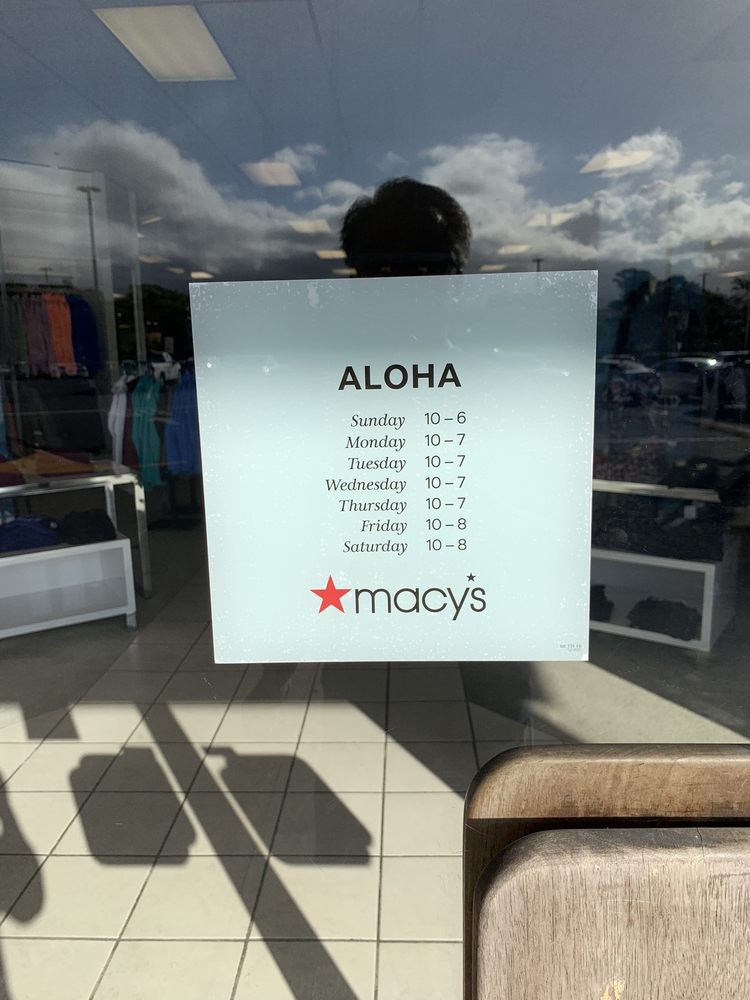 ALOHA
Sunday 10 – 6
Monday 10 – 7
Tuesday 10 – 7
Wednesday 10 – 7
Thursday 10 – 7
Friday 10 – 8
Saturday 10 – 8
macy's